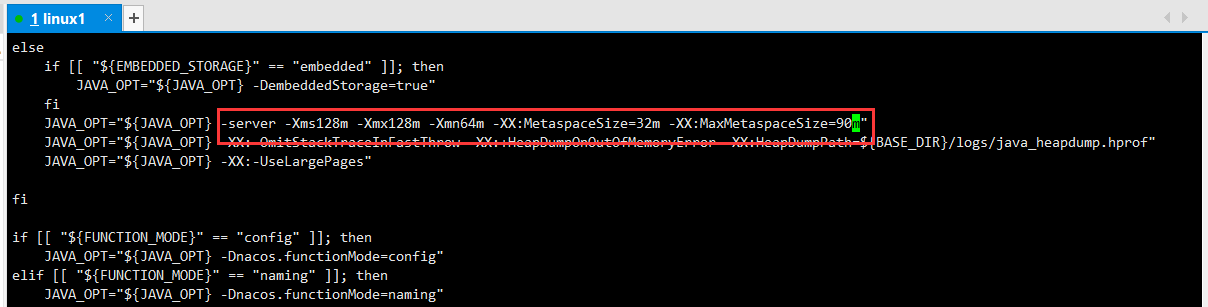 1 linux1
else
    if [[ "${EMBEDDED_STORAGE}" == "embedded" ]]; then
        JAVA_OPT="${JAVA_OPT} -DembeddedStorage=true"
    fi
    JAVA_OPT="${JAVA_OPT} -server -Xms128m -Xmx128m -Xmn64m -XX:MetaspaceSize=32m -XX:MaxMetaspaceSize=90m"
    JAVA_OPT="${JAVA_OPT} -XX:-OmitStackTraceInFastThrow -XX:+HeapDumpOnOutOfMemoryError -XX:HeapDumpPath=${BASE_DIR}/logs/java_heapdump.hprof"
    JAVA_OPT="${JAVA_OPT} -XX:-UseLargePages"
fi
if [[ "${FUNCTION_MODE}" == "config" ]]; then
    JAVA_OPT="${JAVA_OPT} -Dnacos.functionMode=config"
elif [[ "${FUNCTION_MODE}" == "naming" ]]; then
    JAVA_OPT="${JAVA_OPT} -Dnacos.functionMode=naming"